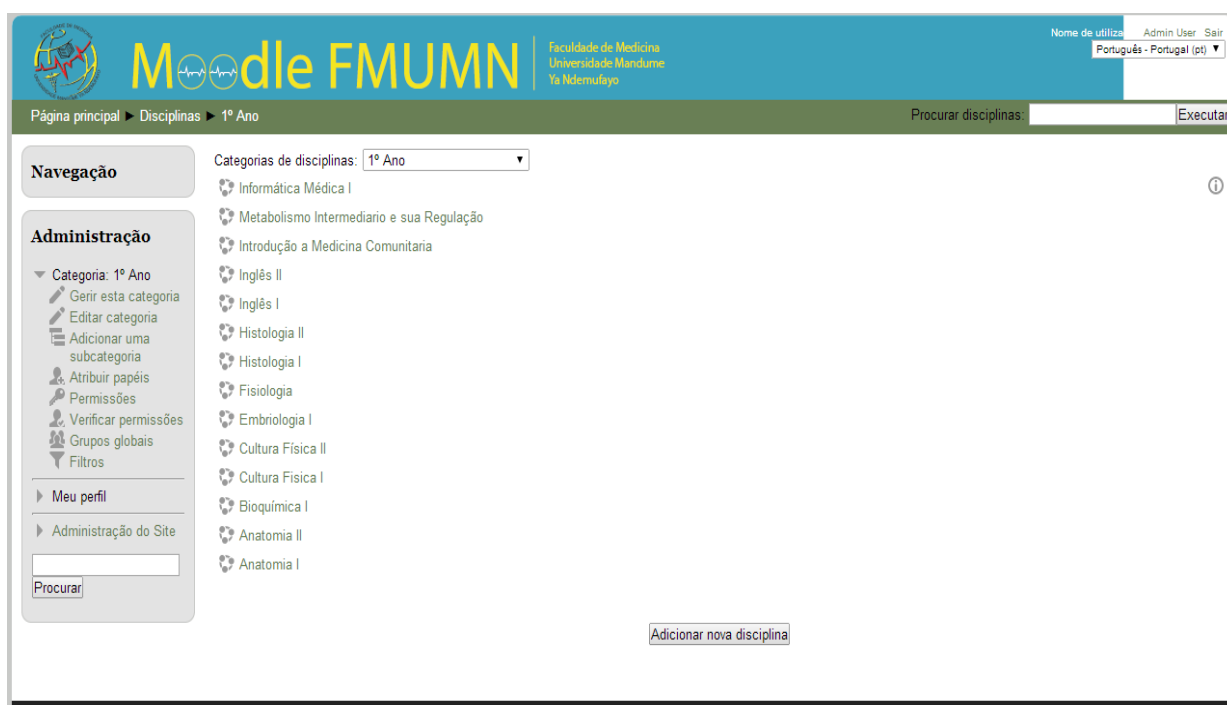 Moodle FMUMN
Faculdade de Medicina
Universidade Mandume
Ya Ndemufayo
Nome de utiliza Admin User Sair
Português - Portugal (pt)
Página principal ► Disciplinas ► 1º Ano
Procurar disciplinas: Executar
Navegação
Administração
Categoria: 1º Ano
Gerir esta categoria
Editar categoria
Adicionar uma
subcategoria
Atribuir papéis
Permissões
Verificar permissões
Grupos globais
Filtros
Meu perfil
Administração do Site
Procurar
Categorias de disciplinas: 1º Ano
Informática Médica I
Metabolismo Intermediario e sua Regulação
Introdução a Medicina Comunitaria
Inglês II
Inglês I
Histologia II
Histologia I
Fisiologia
Embriologia I
Cultura Física II
Cultura Fisica I
Bioquímica I
Anatomia II
Anatomia I
Adicionar nova disciplina